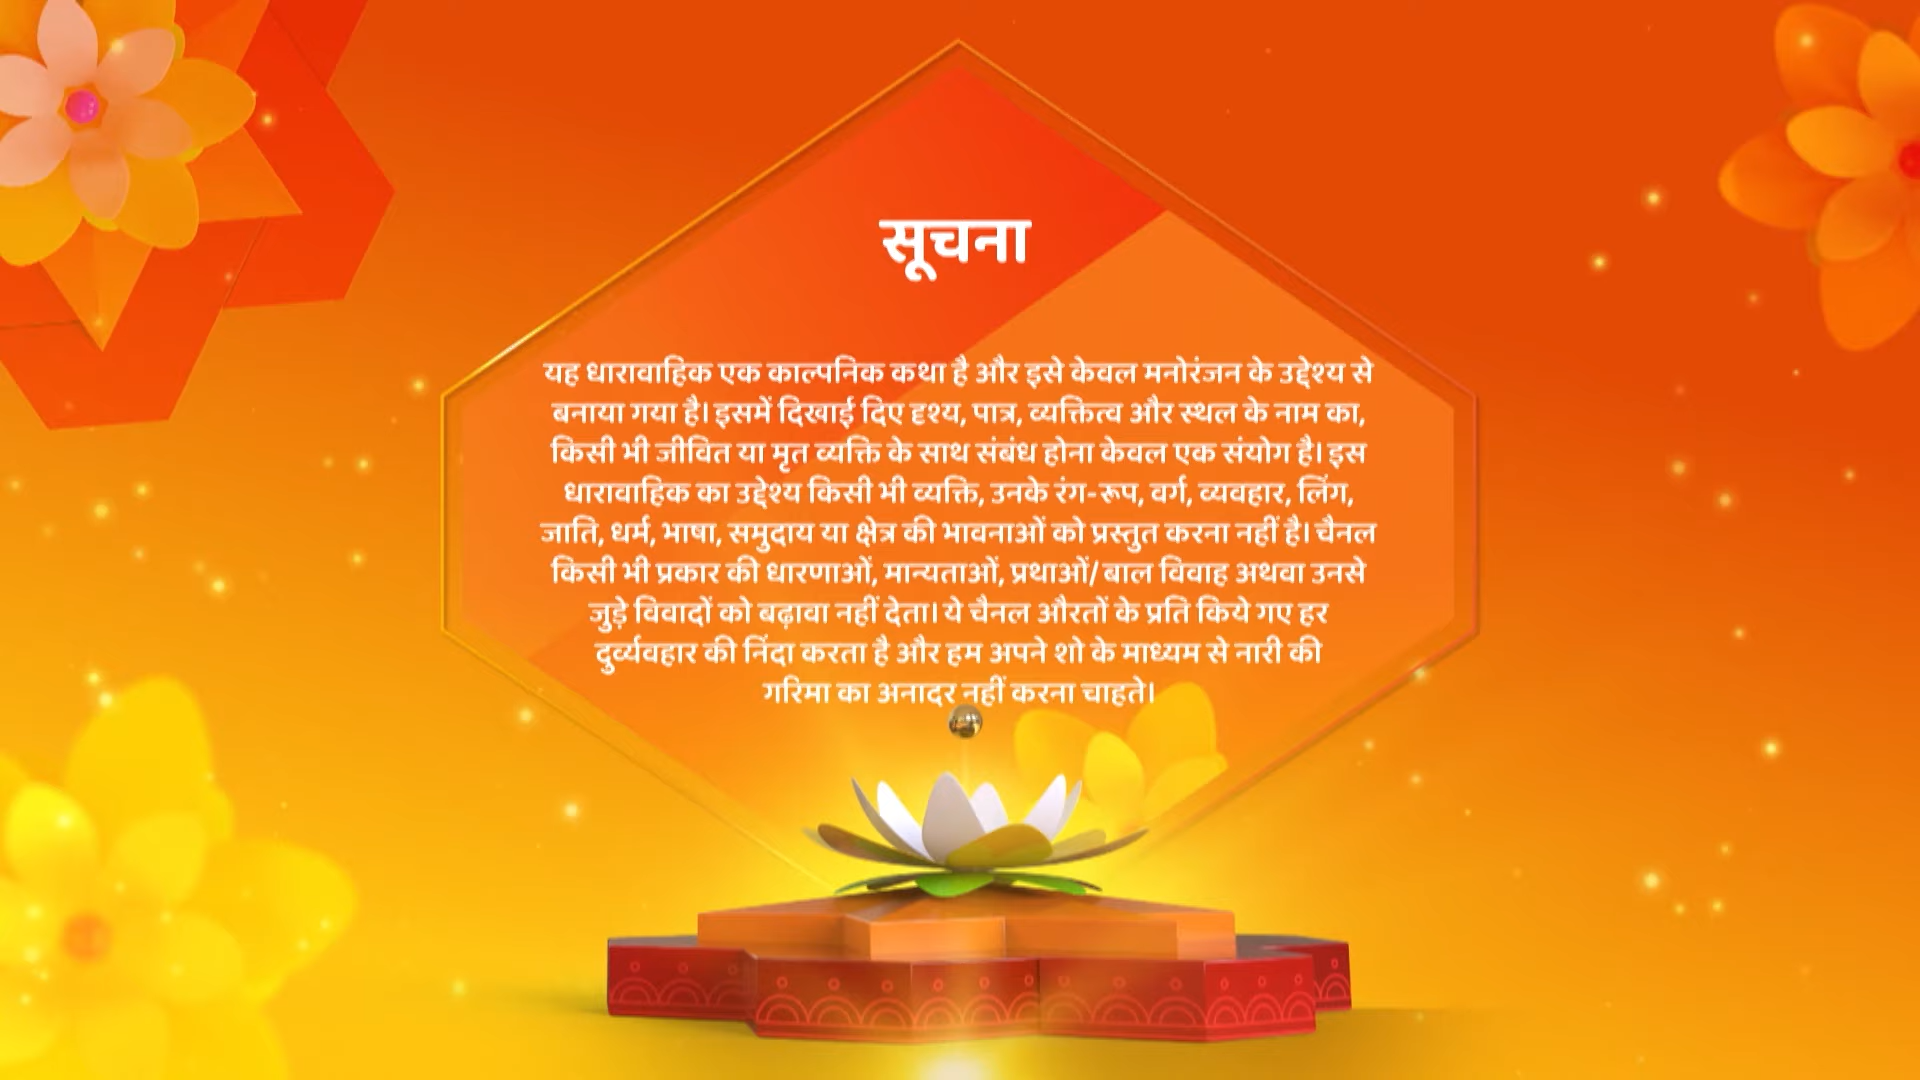 सूचना
यह धारावाहिक एक काल्पनिक कथा है और इसे केवल मनोरंजन के उद्देश्य से
बनाया गया है। इसमें दिखाई दिए दृश्य, पात्र, व्यक्तित्व और स्थल के नाम का,
किसी भी जीवित या मृत व्यक्ति के साथ संबंध होना केवल एक संयोग है। इस
धारावाहिक का उद्देश्य किसी भी व्यक्ति, उनके रंग-रूप, वर्ग, व्यवहार, लिंग,
जाति, धर्म, भाषा, समुदाय या क्षेत्र की भावनाओं को प्रस्तुत करना नहीं है। चैनल
किसी भी प्रकार की धारणाओं, मान्यताओं, प्रथाओं/ बाल विवाह अथवा उनसे
जुड़े विवादों को बढ़ावा नहीं देता। ये चैनल औरतों के प्रति किये गए हर
दुर्व्यवहार की निंदा करता है और हम अपने शो के माध्यम से नारी की
गरिमा का अनादर नहीं करना चाहते।